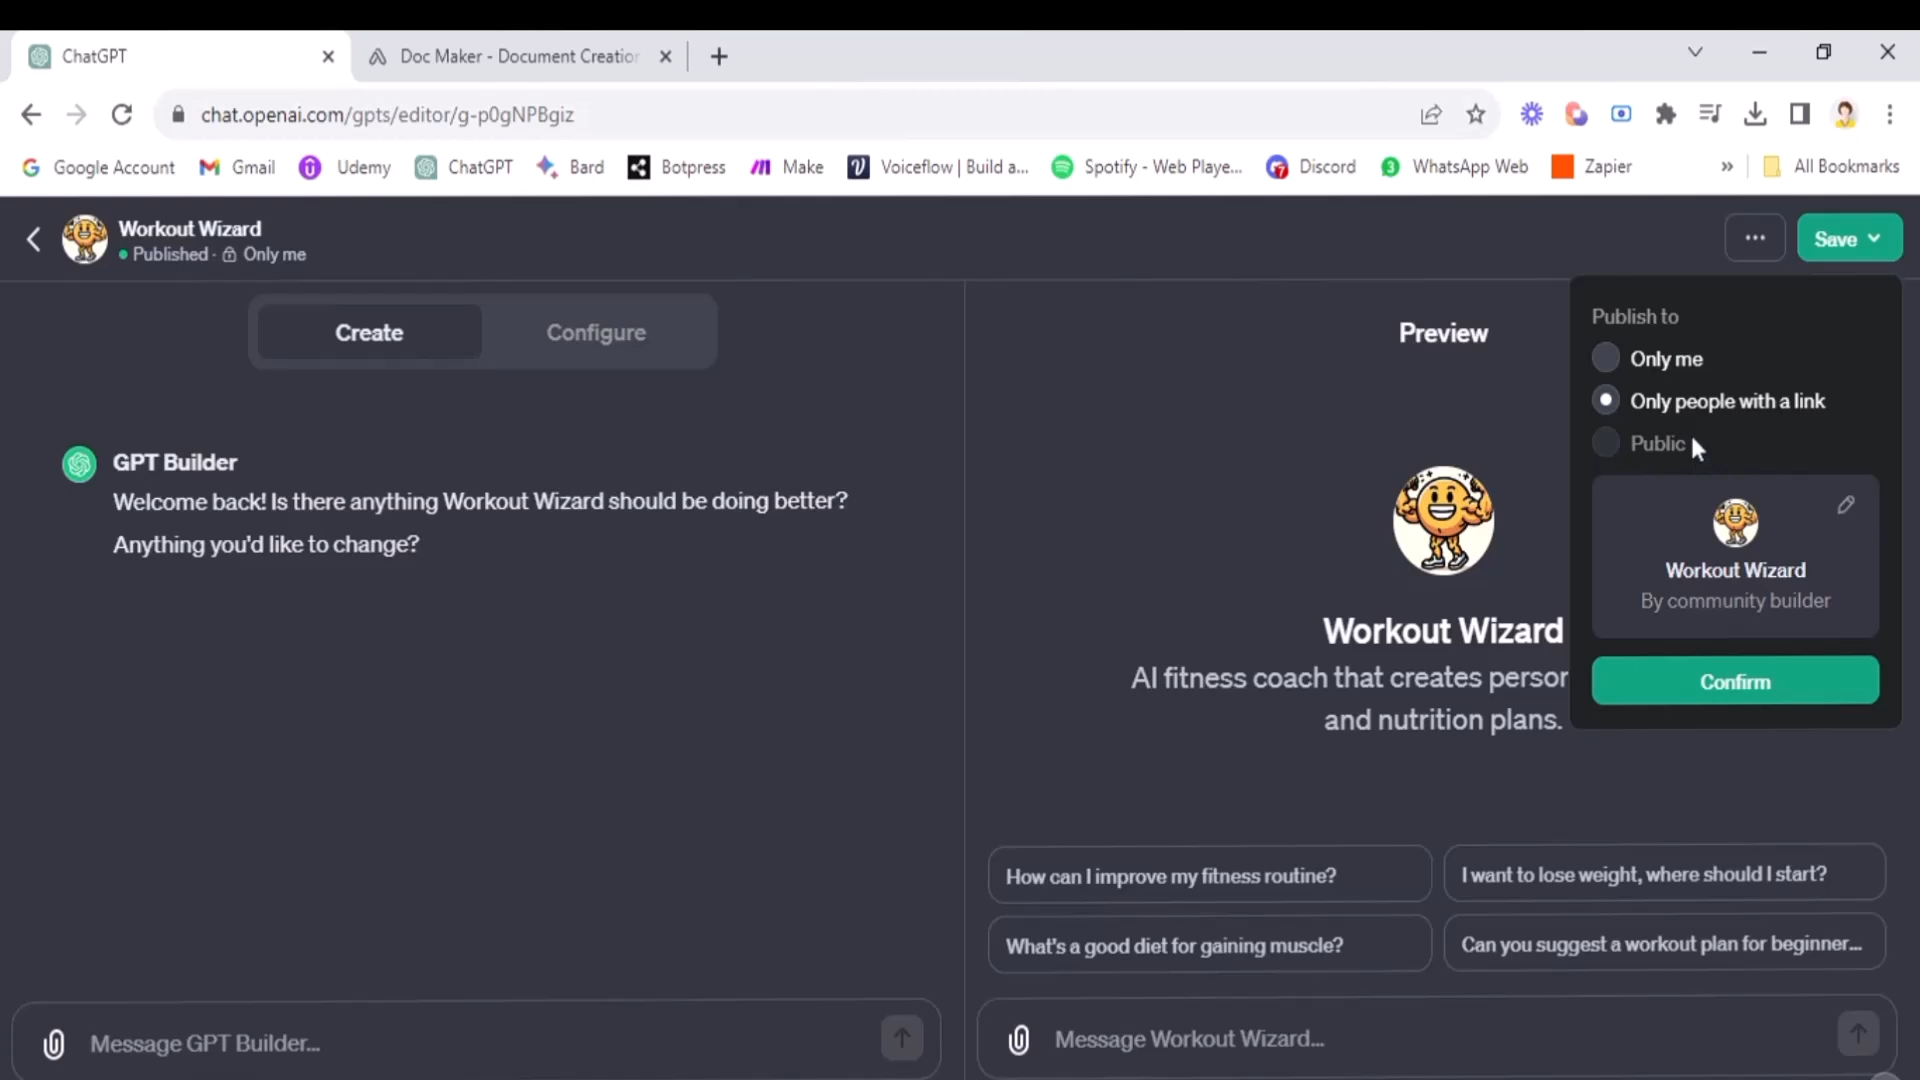 ChatGPT
Doc Maker - Document Creation
chat.openai.com/gpts/editor/g-p0gNPBgiz
Google Account
Gmail
Udemy
ChatGPT
Bard
Botpress
Make
Voiceflow | Build a...
Spotify - Web Playe...
Discord
WhatsApp Web
Zapier
All Bookmarks
Workout Wizard
Published · Only me
Save
Create
Configure
Preview
Publish to
Only me
Only people with a link
Public
Workout Wizard
By community builder
Confirm
GPT Builder
Welcome back! Is there anything Workout Wizard should be doing better?
Anything you'd like to change?
Workout Wizard
AI fitness coach that creates person
and nutrition plans.
How can I improve my fitness routine?
I want to lose weight, where should I start?
What's a good diet for gaining muscle?
Can you suggest a workout plan for beginner...
Message GPT Builder...
Message Workout Wizard...